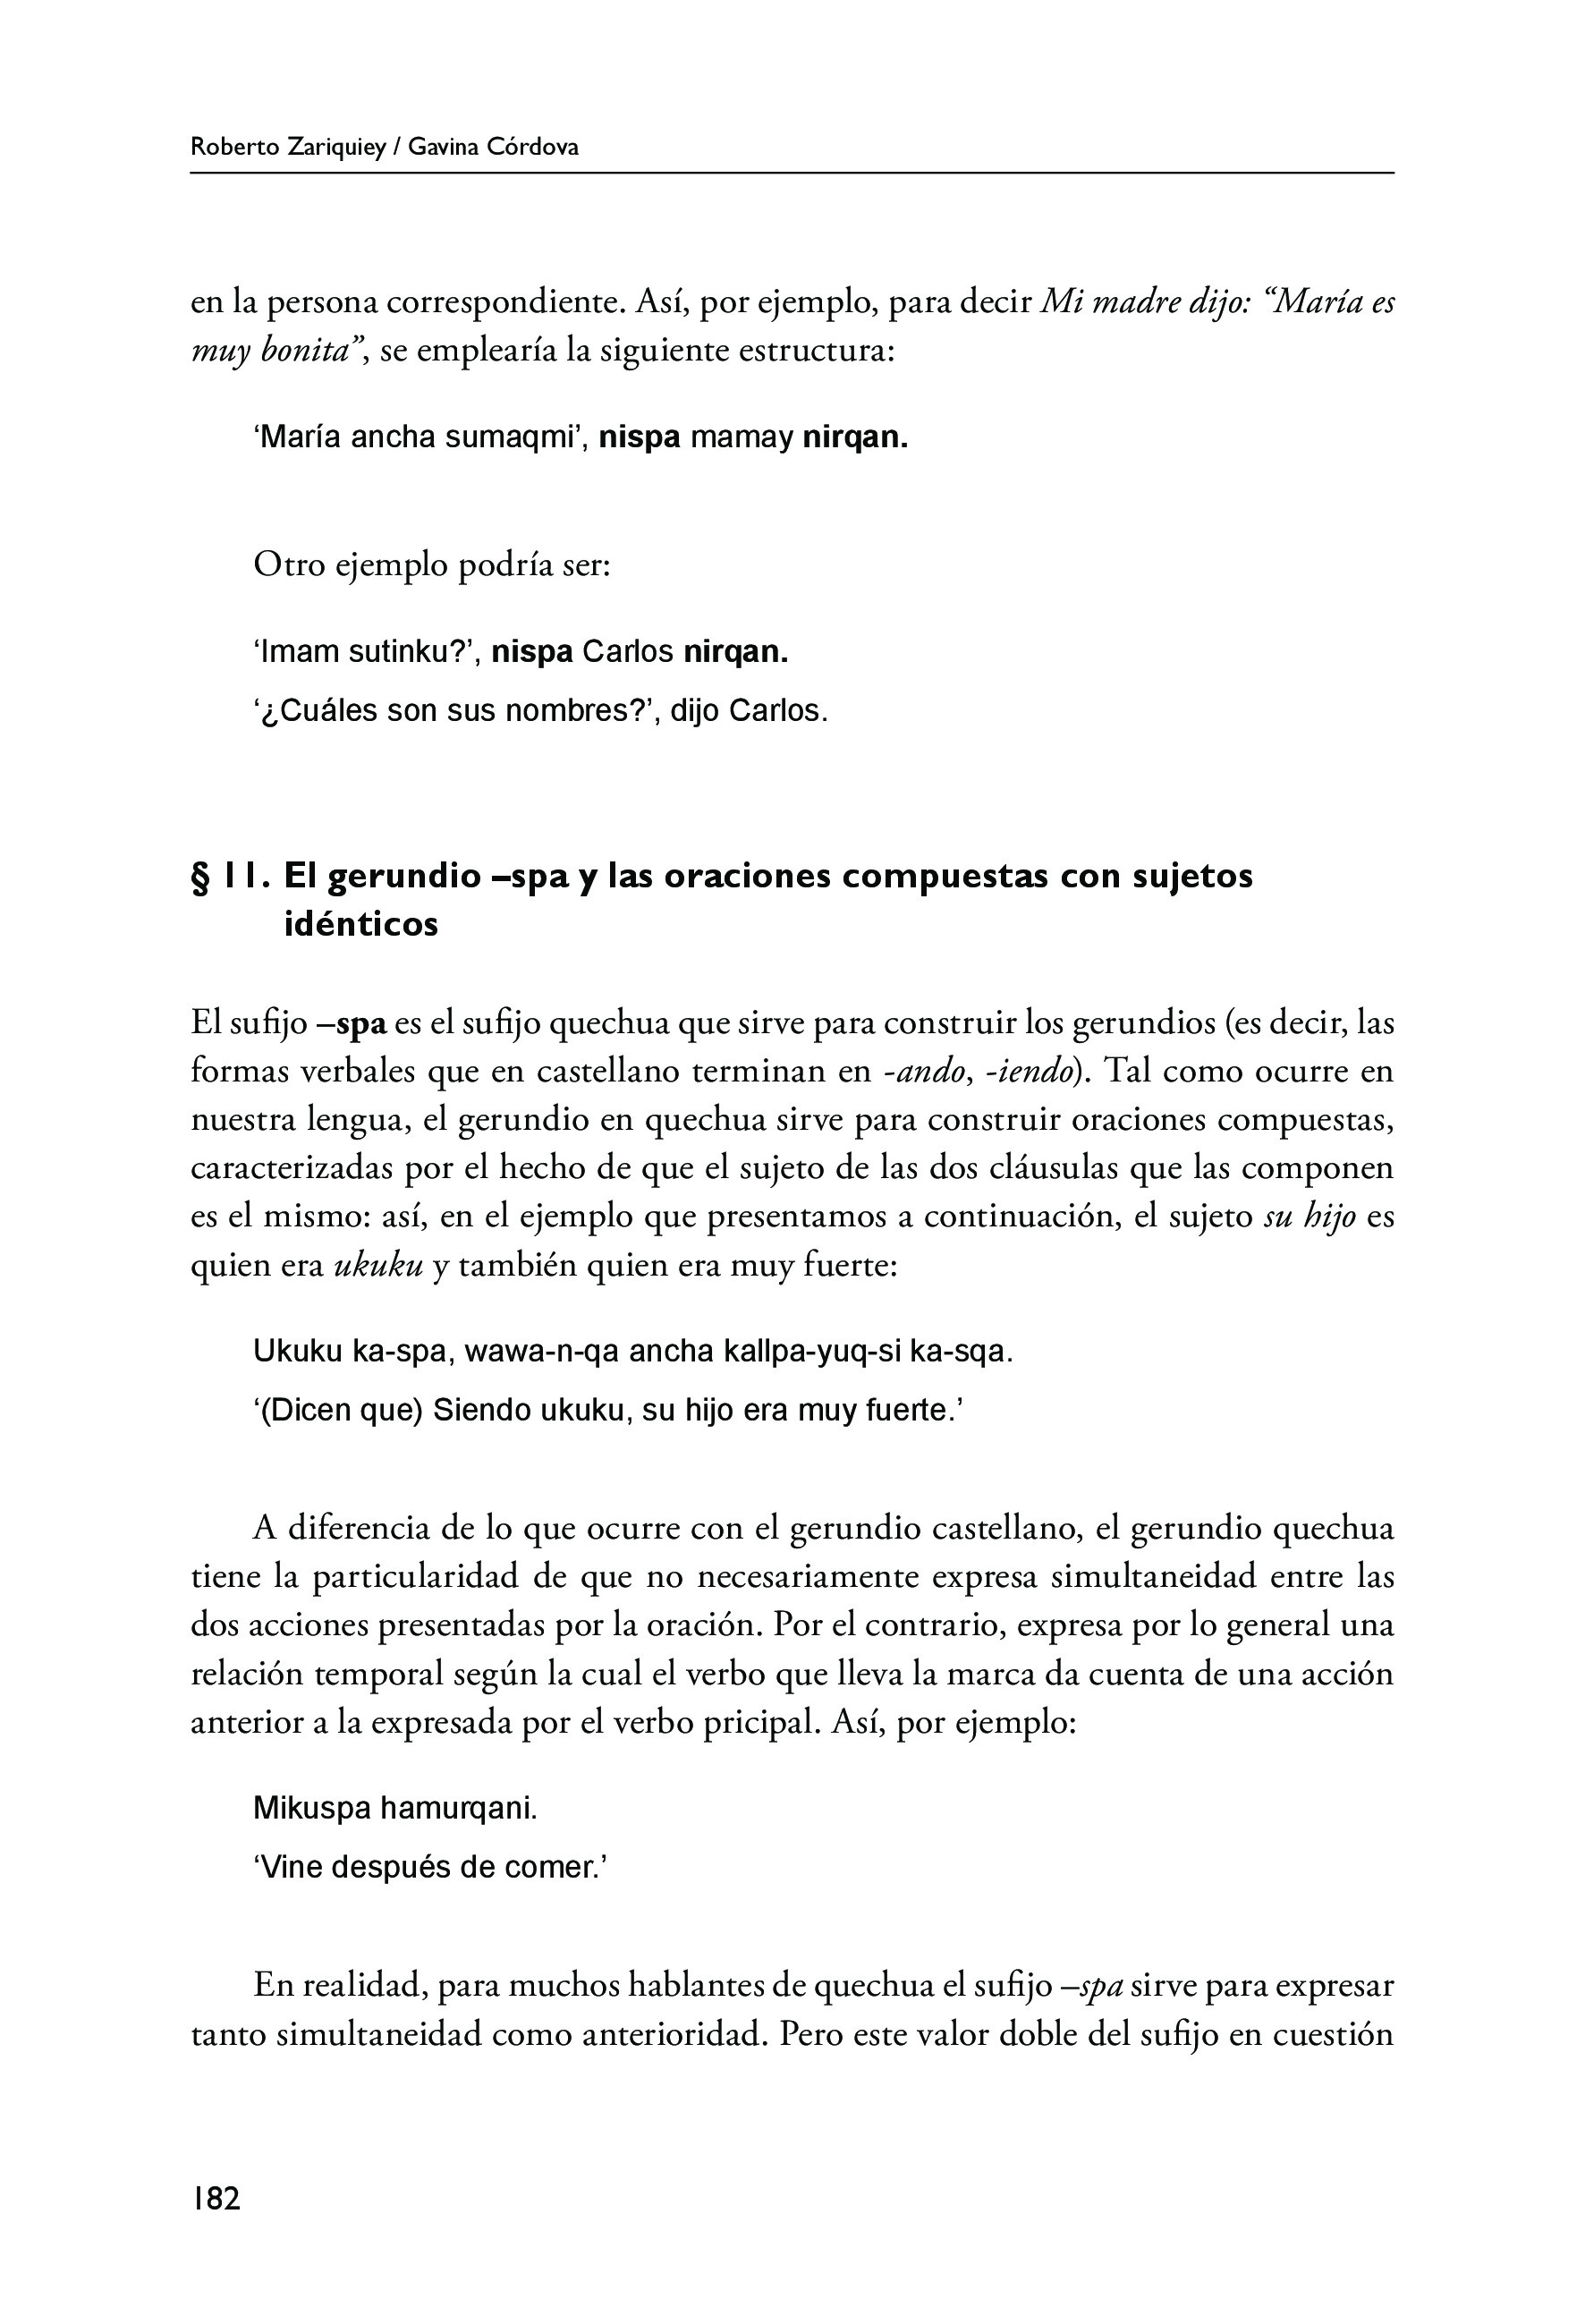 Roberto Zariquiey / Gavina Córdova
en la persona correspondiente. Así, por ejemplo, para decir Mi madre dijo: “María es
muy bonita”, se emplearía la siguiente estructura:
‘María ancha sumaqmi’, nispa mamay nirqan.
Otro ejemplo podría ser:
‘Imam sutinku?’, nispa Carlos nirqan.
‘¿Cuáles son sus nombres?’, dijo Carlos.
§ 11. El gerundio –spa y las oraciones compuestas con sujetos
idénticos
El sufijo –spa es el sufijo quechua que sirve para construir los gerundios (es decir, las
formas verbales que en castellano terminan en -ando, -iendo). Tal como ocurre en
nuestra lengua, el gerundio en quechua sirve para construir oraciones compuestas,
caracterizadas por el hecho de que el sujeto de las dos cláusulas que las componen
es el mismo: así, en el ejemplo que presentamos a continuación, el sujeto su hijo es
quien era ukuku y también quien era muy fuerte:
Ukuku ka-spa, wawa-n-qa ancha kallpa-yuq-si ka-sqa.
‘(Dicen que) Siendo ukuku, su hijo era muy fuerte.’
A diferencia de lo que ocurre con el gerundio castellano, el gerundio quechua
tiene la particularidad de que no necesariamente expresa simultaneidad entre las
dos acciones presentadas por la oración. Por el contrario, expresa por lo general una
relación temporal según la cual el verbo que lleva la marca da cuenta de una acción
anterior a la expresada por el verbo pricipal. Así, por ejemplo:
Mikuspa hamurqani.
‘Vine después de comer.’
En realidad, para muchos hablantes de quechua el sufijo –spa sirve para expresar
tanto simultaneidad como anterioridad. Pero este valor doble del sufijo en cuestión
182